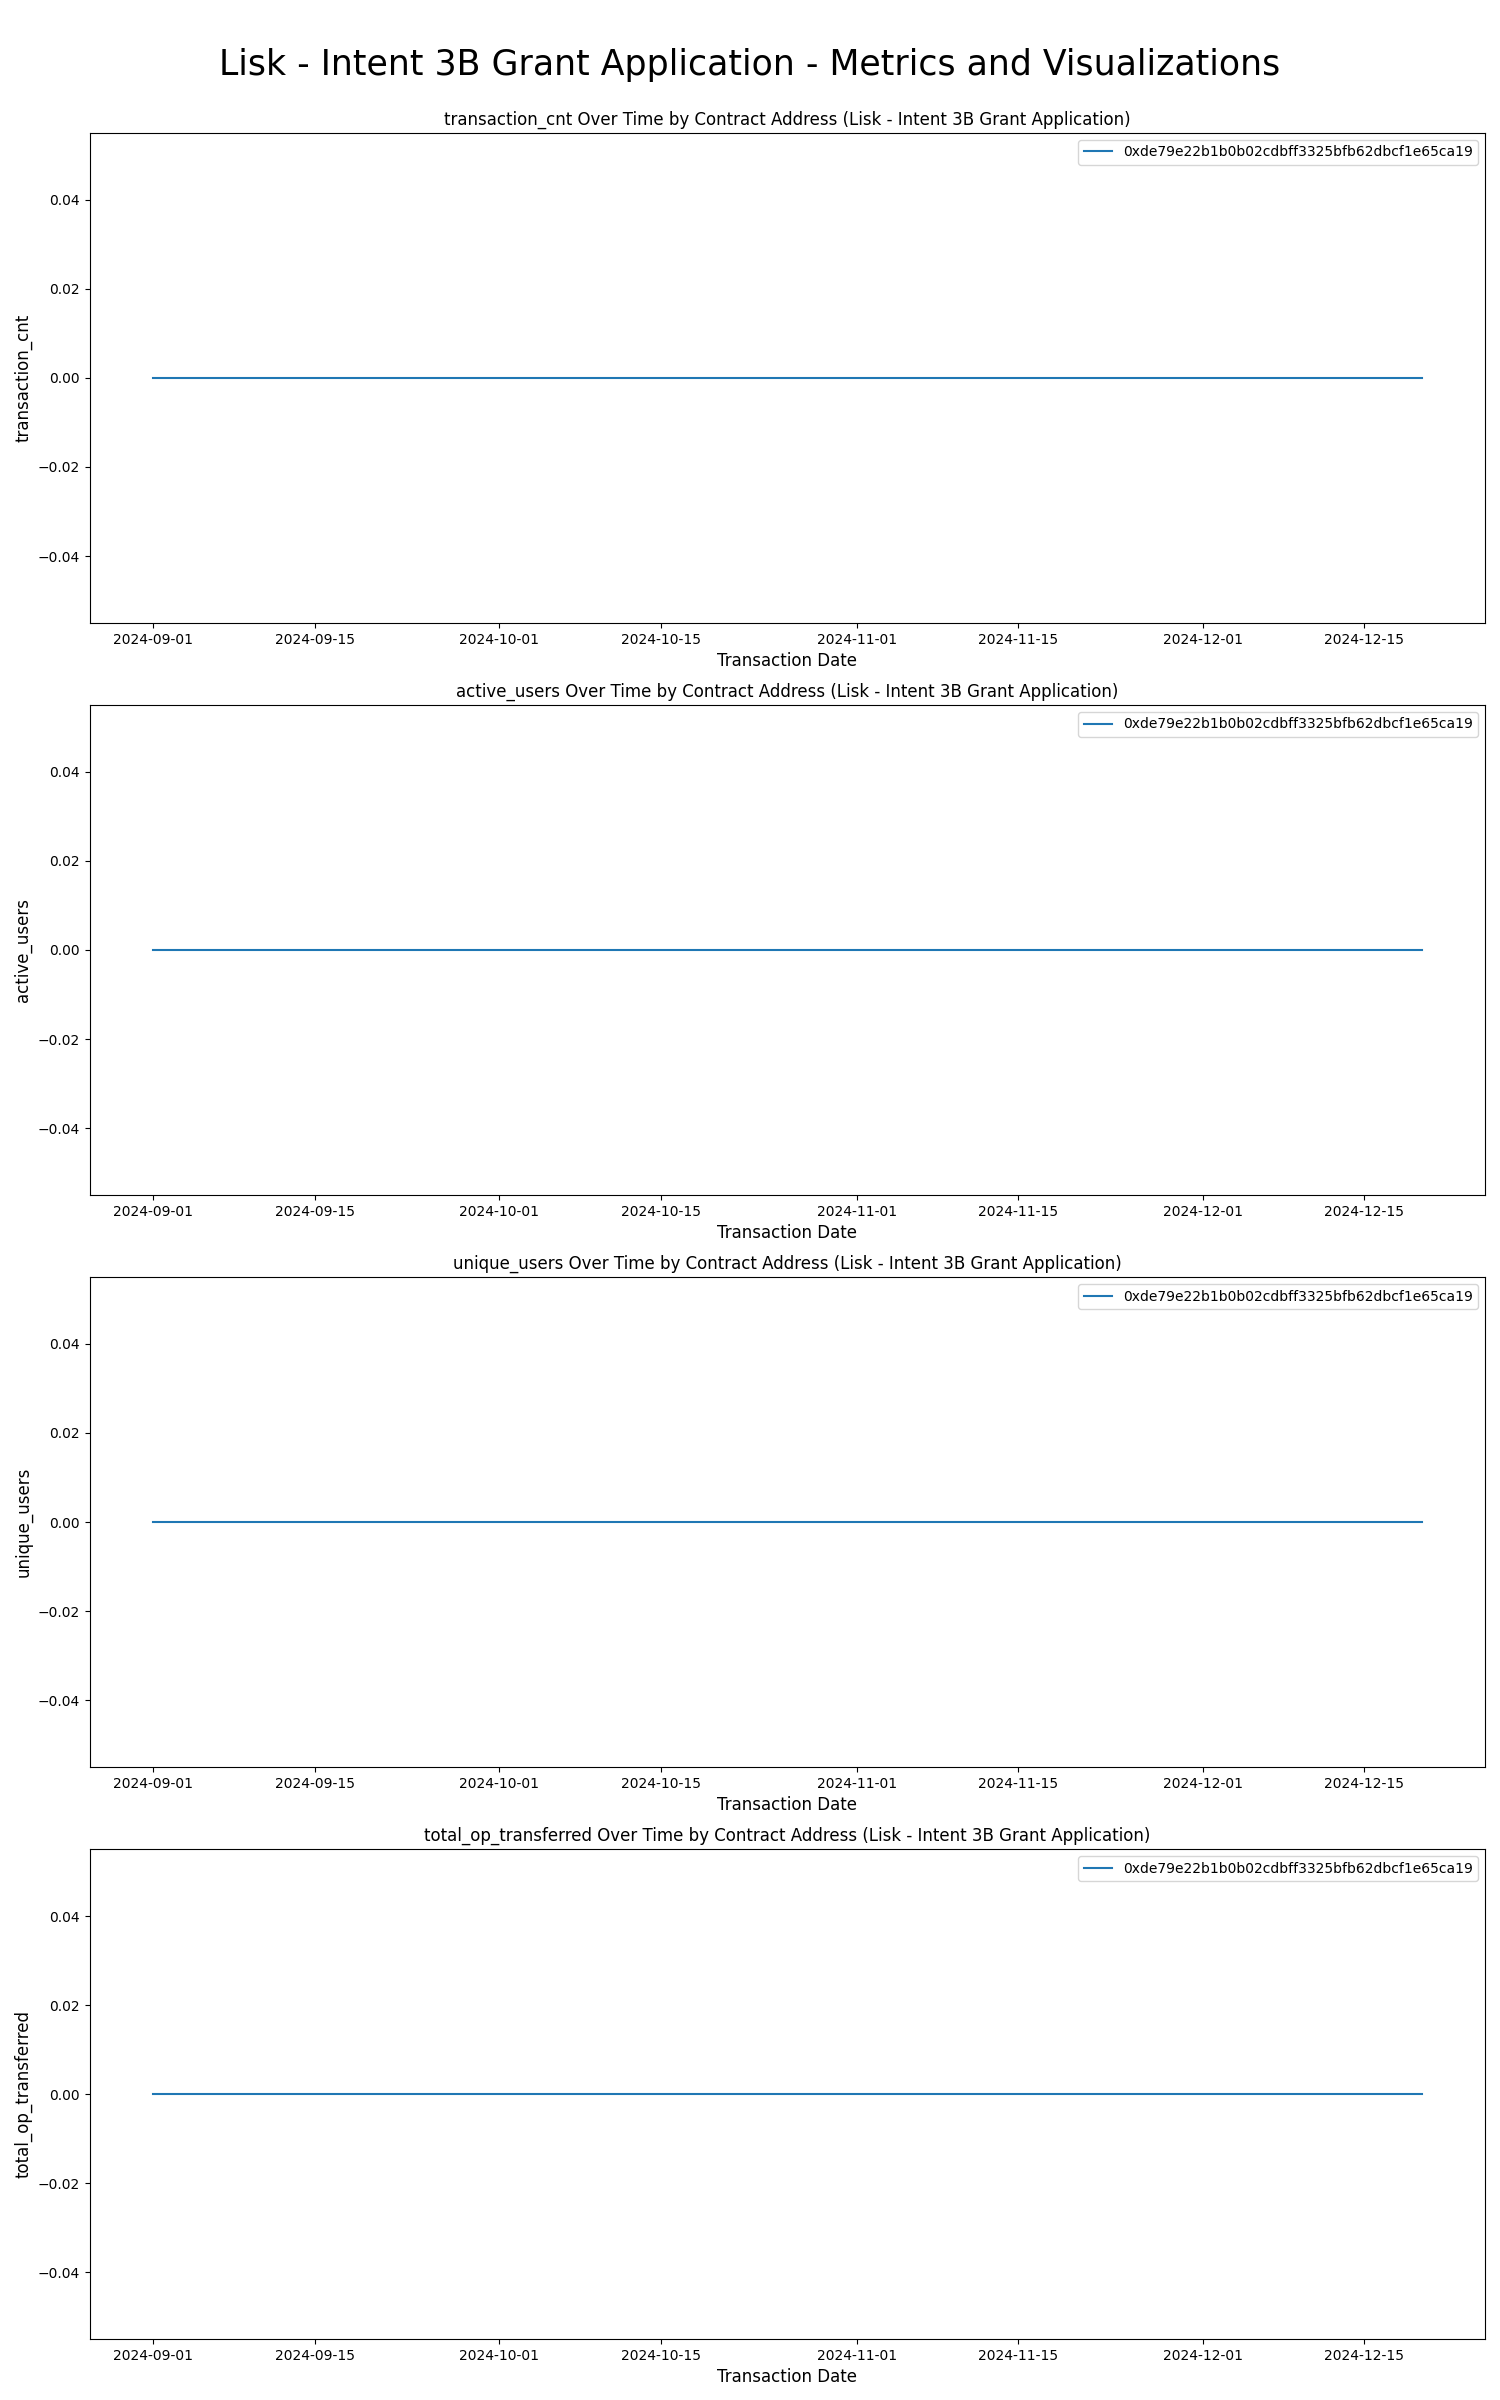 Lisk - Intent 3B Grant Application - Metrics and Visualizations
transaction_cnt Over Time by Contract Address (Lisk - Intent 3B Grant Application)
0xde79e22b1b0b02cdbff3325bfb62dbcf1e65ca19
0.04
0.02
0.00
−0.02
−0.04
transaction_cnt
2024-09-01 2024-09-15 2024-10-01 2024-10-15 2024-11-01 2024-11-15 2024-12-01 2024-12-15
Transaction Date
active_users Over Time by Contract Address (Lisk - Intent 3B Grant Application)
0xde79e22b1b0b02cdbff3325bfb62dbcf1e65ca19
0.04
0.02
0.00
−0.02
−0.04
active_users
2024-09-01 2024-09-15 2024-10-01 2024-10-15 2024-11-01 2024-11-15 2024-12-01 2024-12-15
Transaction Date
unique_users Over Time by Contract Address (Lisk - Intent 3B Grant Application)
0xde79e22b1b0b02cdbff3325bfb62dbcf1e65ca19
0.04
0.02
0.00
−0.02
−0.04
unique_users
2024-09-01 2024-09-15 2024-10-01 2024-10-15 2024-11-01 2024-11-15 2024-12-01 2024-12-15
Transaction Date
total_op_transferred Over Time by Contract Address (Lisk - Intent 3B Grant Application)
0xde79e22b1b0b02cdbff3325bfb62dbcf1e65ca19
0.04
0.02
0.00
−0.02
−0.04
total_op_transferred
2024-09-01 2024-09-15 2024-10-01 2024-10-15 2024-11-01 2024-11-15 2024-12-01 2024-12-15
Transaction Date